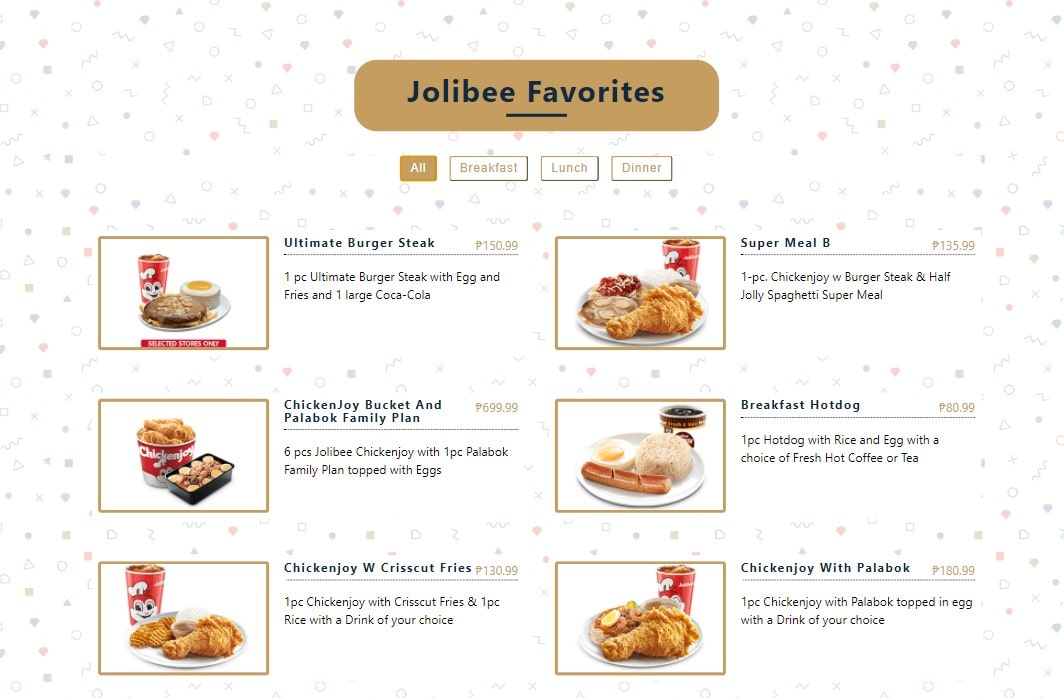 Jolibee Favorites
All Breakfast Lunch Dinner
Ultimate Burger Steak ₱150.99
1 pc Ultimate Burger Steak with Egg and
Fries and 1 large Coca-Cola
SELECTED STORES ONLY
Super Meal B ₱135.99
1-pc. Chickenjoy w Burger Steak & Half
Jolly Spaghetti Super Meal
ChickenJoy Bucket And ₱699.99
Palabok Family Plan
6 pcs Jolibee Chickenjoy with 1pc Palabok
Family Plan topped with Eggs
Chickenjoy
Breakfast Hotdog ₱80.99
1pc Hotdog with Rice and Egg with a
choice of Fresh Hot Coffee or Tea
Chickenjoy W Crisscut Fries ₱130.99
1pc Chickenjoy with Crisscut Fries & 1pc
Rice with a Drink of your choice
Chickenjoy With Palabok ₱180.99
1pc Chickenjoy with Palabok topped in egg
with a Drink of your choice